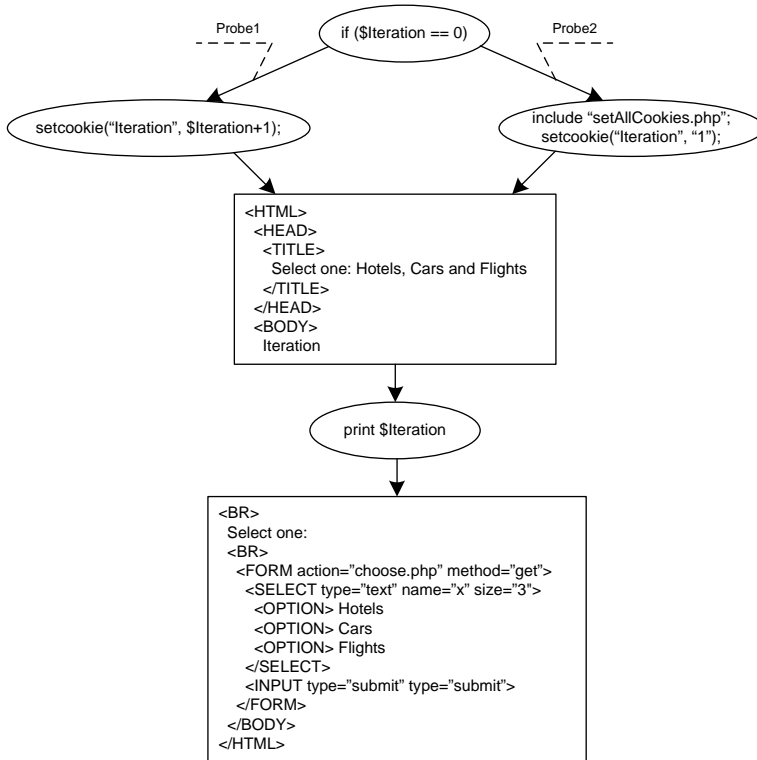 Probe1
if ($Iteration == 0)
Probe2
setcookie(“Iteration”, $Iteration+1);
include “setAllCookies.php”;
setcookie(“Iteration”, “1”);
<HTML>
<HEAD>
<TITLE>
Select one: Hotels, Cars and Flights
</TITLE>
</HEAD>
<BODY>
Iteration
print $Iteration
<BR>
Select one:
<BR>
<FORM action=”choose.php” method=”get”>
<SELECT type=”text” name=”x” size=”3">
<OPTION> Hotels
<OPTION> Cars
<OPTION> Flights
</SELECT>
<INPUT type=”submit” type=”submit”>
</FORM>
</BODY>
</HTML>